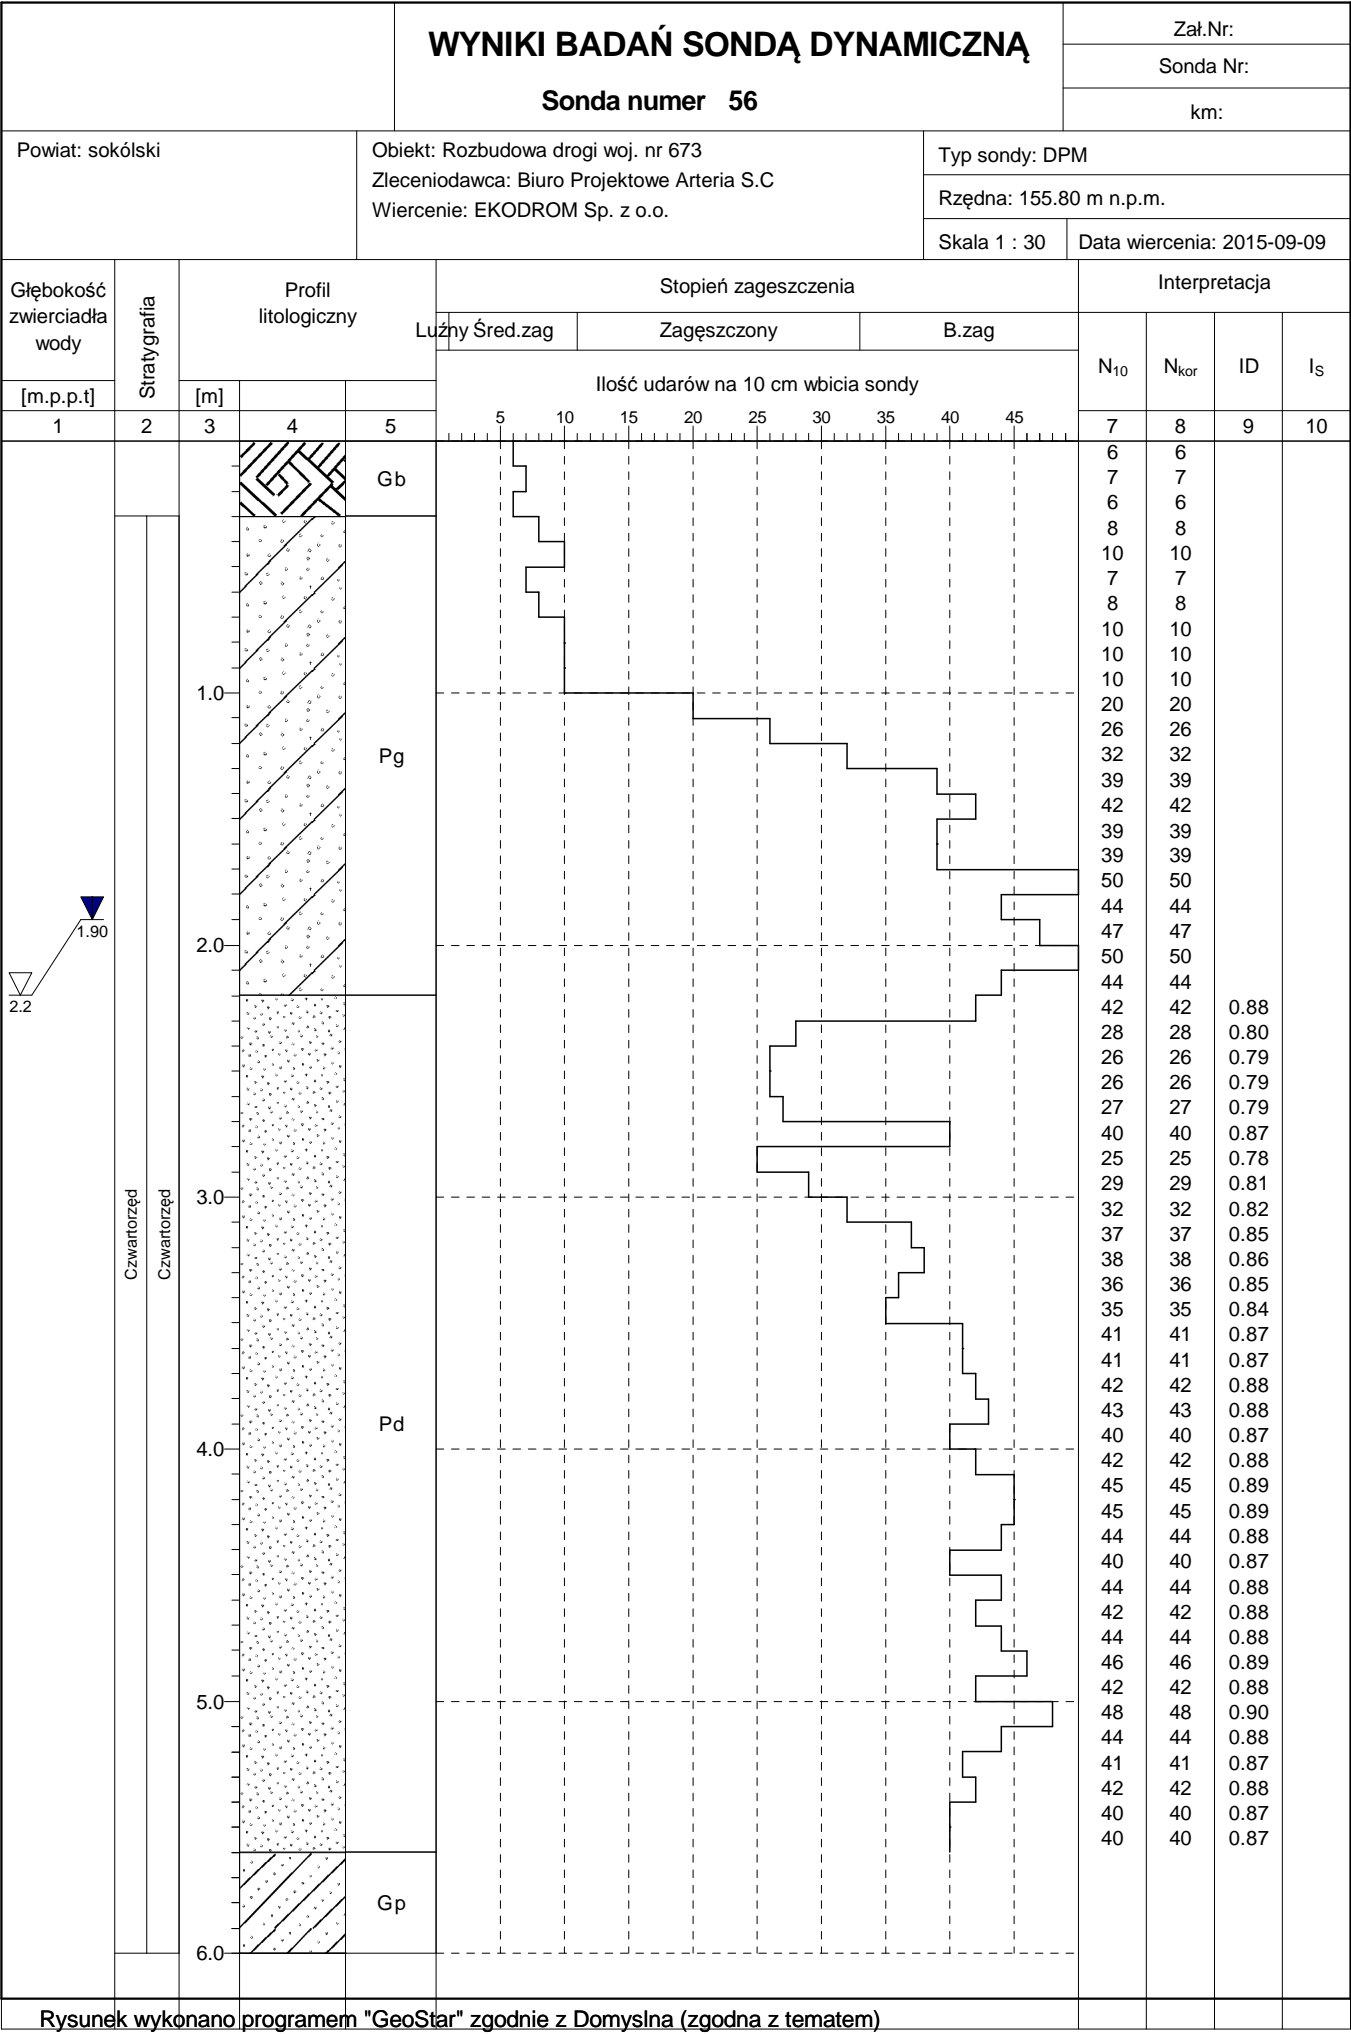 WYNIKI BADAŃ SONDĄ DYNAMICZNĄ
Sonda numer 56
Zał.Nr:
Sonda Nr:
km:
Powiat: sokólski
Obiekt: Rozbudowa drogi woj. nr 673
Zleceniodawca: Biuro Projektowe Arteria S.C
Wiercenie: EKODROM Sp. z o.o.
Typ sondy: DPM
Rzędna: 155.80 m n.p.m.
Skala 1 : 30
Data wiercenia: 2015-09-09
Głębokość
zwierciadła
wody
[m.p.p.t]
Stratygrafia
Profil
litologiczny
[m]
Stopień zageszczenia
Luźny Śred.zag Zagęszczony B.zag
Ilość udarów na 10 cm wbicia sondy
5 10 15 20 25 30 35 40 45
Interpretacja
N10 Nkor ID IS
1 2 3 4 5 7 8 9 10
Gb
Pg
Pd
Gp
1.0
2.0
3.0
4.0
5.0
6.0
1.90
2.2
Czwartorzęd
Czwartorzęd
6 6
7 7
6 6
8 8
10 10
7 7
8 8
10 10
10 10
10 10
20 20
26 26
32 32
39 39
42 42
39 39
39 39
50 50
44 44
47 47
50 50
44 44
42 42 0.88
28 28 0.80
26 26 0.79
26 26 0.79
27 27 0.79
40 40 0.87
25 25 0.78
29 29 0.81
32 32 0.82
37 37 0.85
38 38 0.86
36 36 0.85
35 35 0.84
41 41 0.87
41 41 0.87
42 42 0.88
43 43 0.88
40 40 0.87
42 42 0.88
45 45 0.89
45 45 0.89
44 44 0.88
40 40 0.87
44 44 0.88
42 42 0.88
44 44 0.88
46 46 0.89
42 42 0.88
48 48 0.90
44 44 0.88
41 41 0.87
42 42 0.88
40 40 0.87
40 40 0.87
Rysunek wykonano programem "GeoStar" zgodnie z Domyslna (zgodna z tematem)